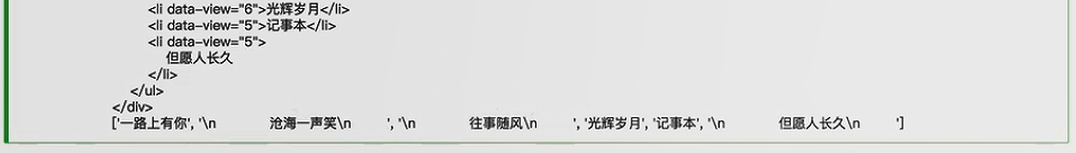 <li data-view="6">光辉岁月</li>
<li data-view="5">记事本</li>
<li data-view="5">
但愿人长久
</li>
</ul>
</div>
['一路上有你', '\n 沧海一声笑\n ', '\n 往事随风\n ', '光辉岁月', '记事本', '\n 但愿人长久\n ']